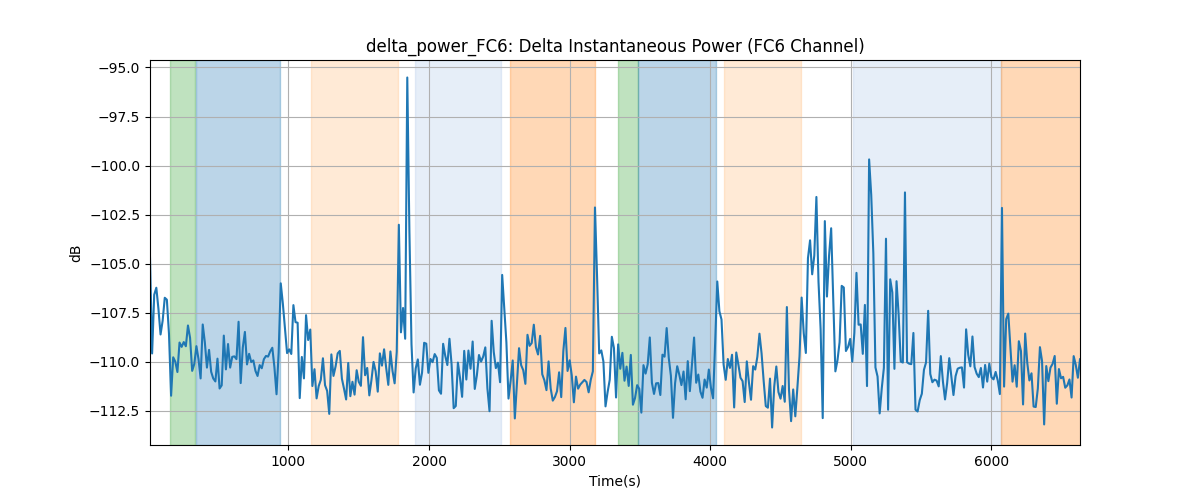 delta_power_FC6: Delta Instantaneous Power (FC6 Channel)
−95.0
−97.5
−100.0
−102.5
−105.0
−107.5
−110.0
−112.5
dB
1000 2000 3000 4000 5000 6000
Time(s)